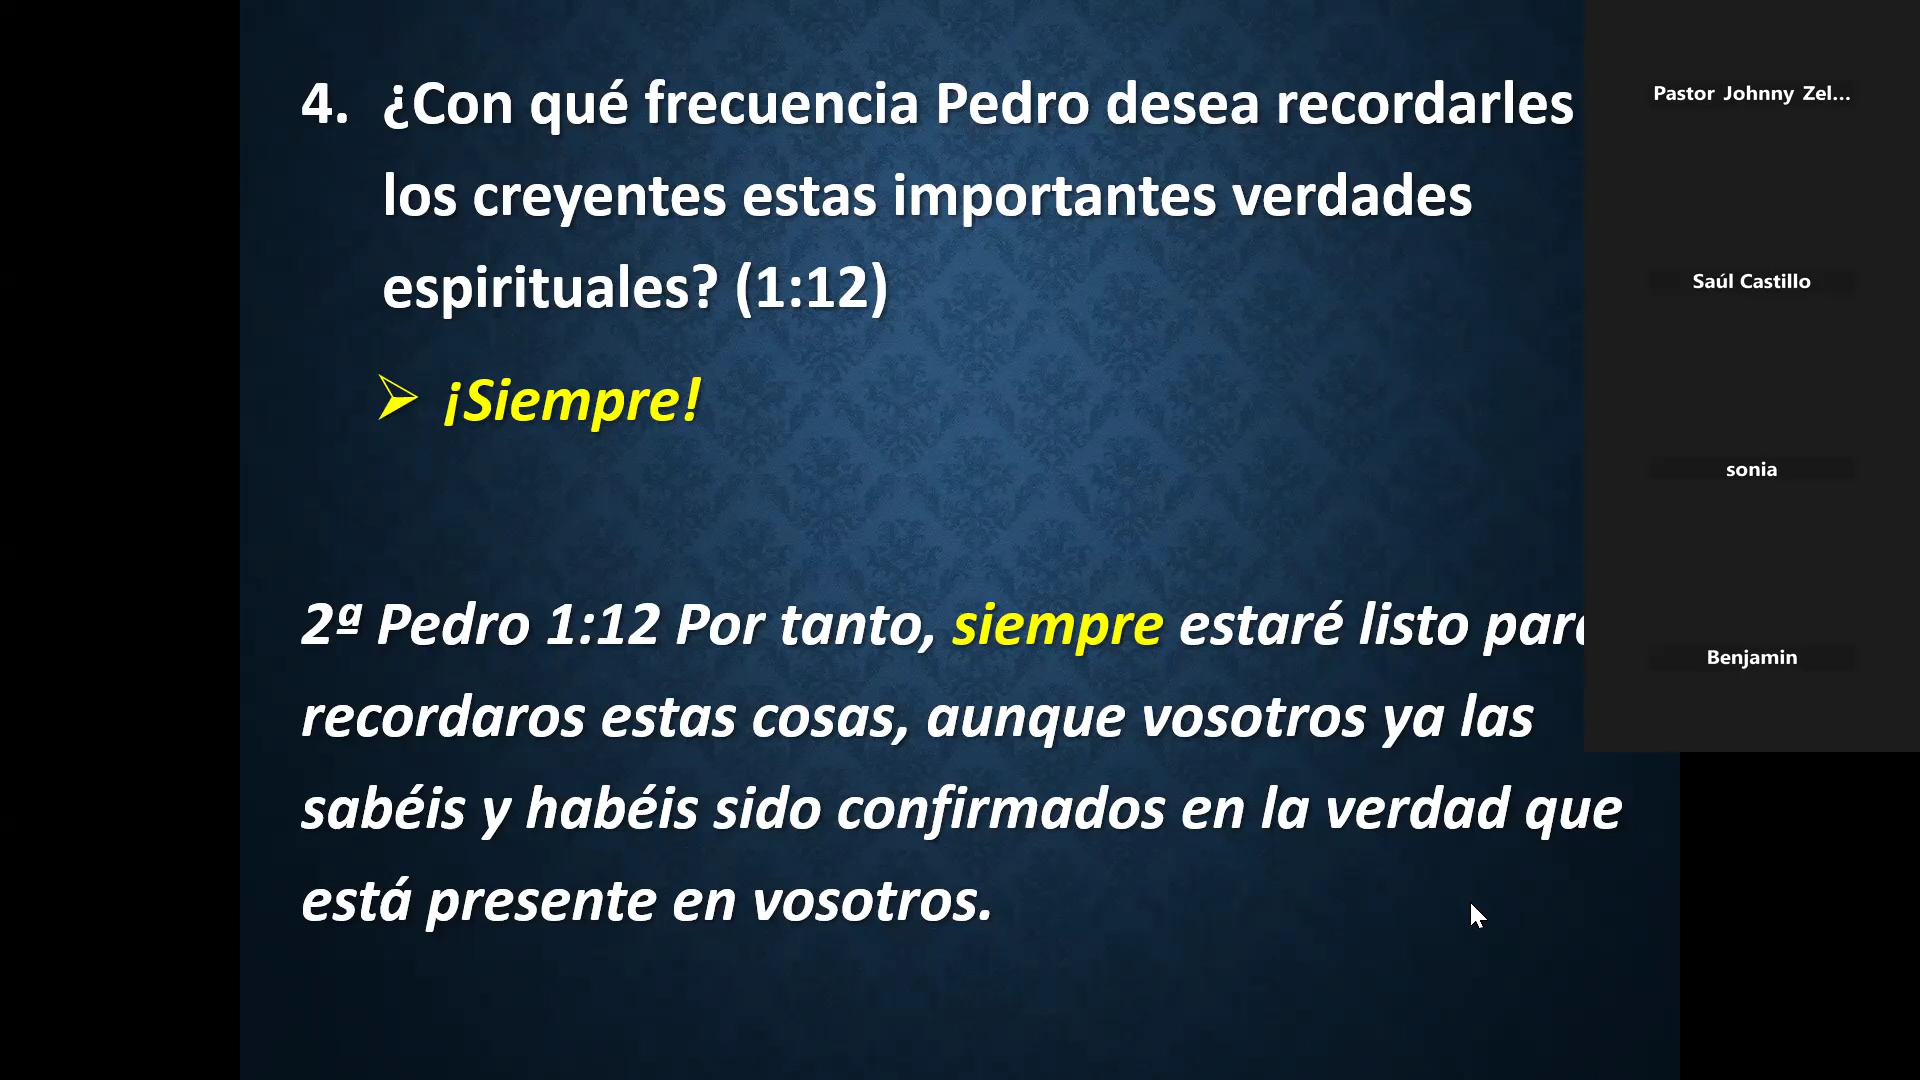 4. ¿Con qué frecuencia Pedro desea recordarles
los creyentes estas importantes verdades
espirituales? (1:12)
¡Siempre!
2ª Pedro 1:12 Por tanto, siempre estaré listo para
recordaros estas cosas, aunque vosotros ya las
sabéis y habéis sido confirmados en la verdad que
está presente en vosotros.
Pastor Johnny Zel...
Saúl Castillo
sonia
Benjamin